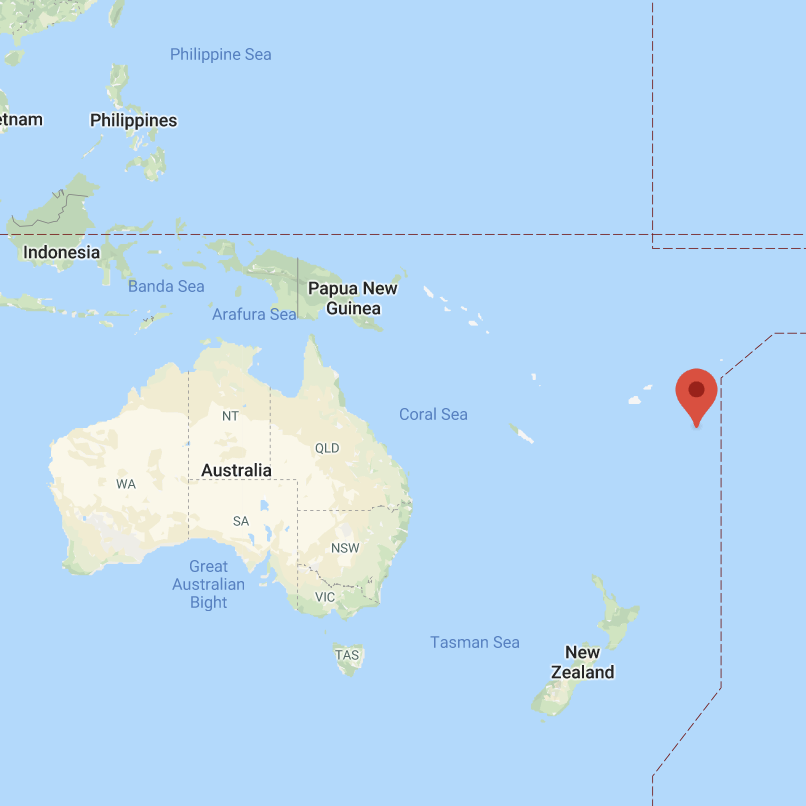 Philippine Sea
etnam
Philippines
Indonesia
Banda Sea
Papua New
Guinea
Arafura Sea
NT
Coral Sea
QLD
Australia
WA
SA
NSW
Great
Australian
Bight
VIC
Tasman Sea
TAS
New
Zealand